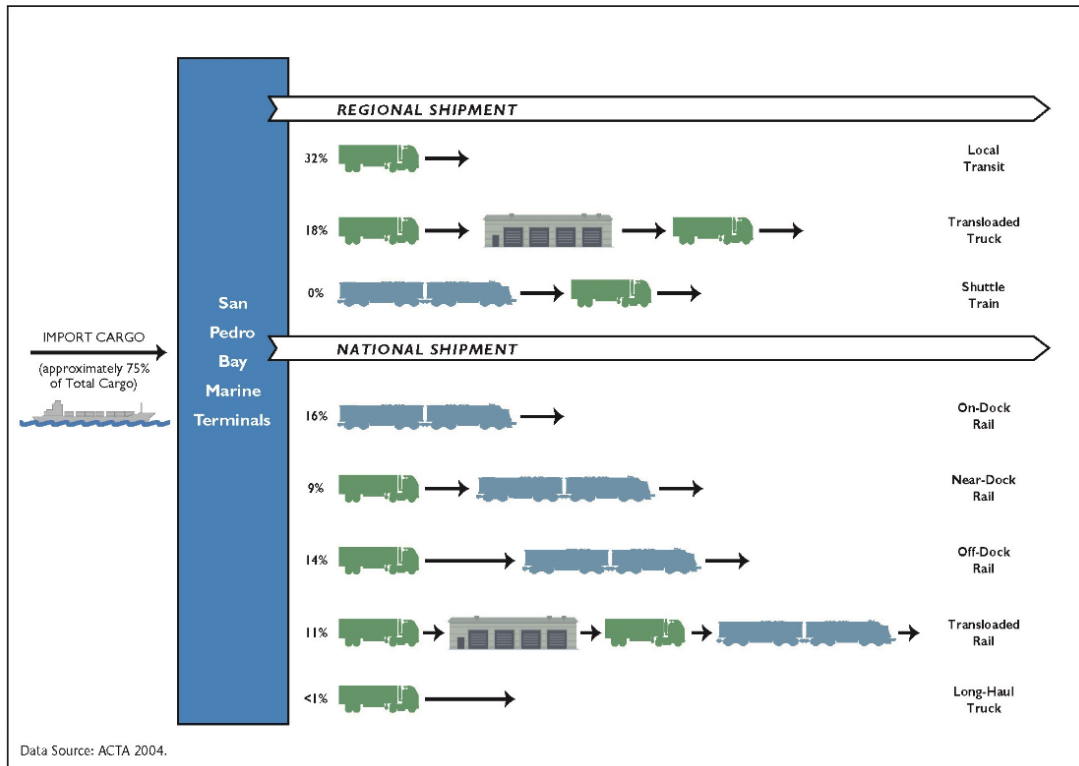 REGIONAL SHIPMENT
32%
Local
Transit
18%
Transloaded
Truck
0%
Shuttle
Train
San
Pedro
Bay
Marine
Terminals
IMPORT CARGO
(approximately 75%
of Total Cargo)
NATIONAL SHIPMENT
16%
On-Dock
Rail
9%
Near-Dock
Rail
14%
Off-Dock
Rail
11%
Transloaded
Rail
<1%
Long-Haul
Truck
Data Source: ACTA 2004.